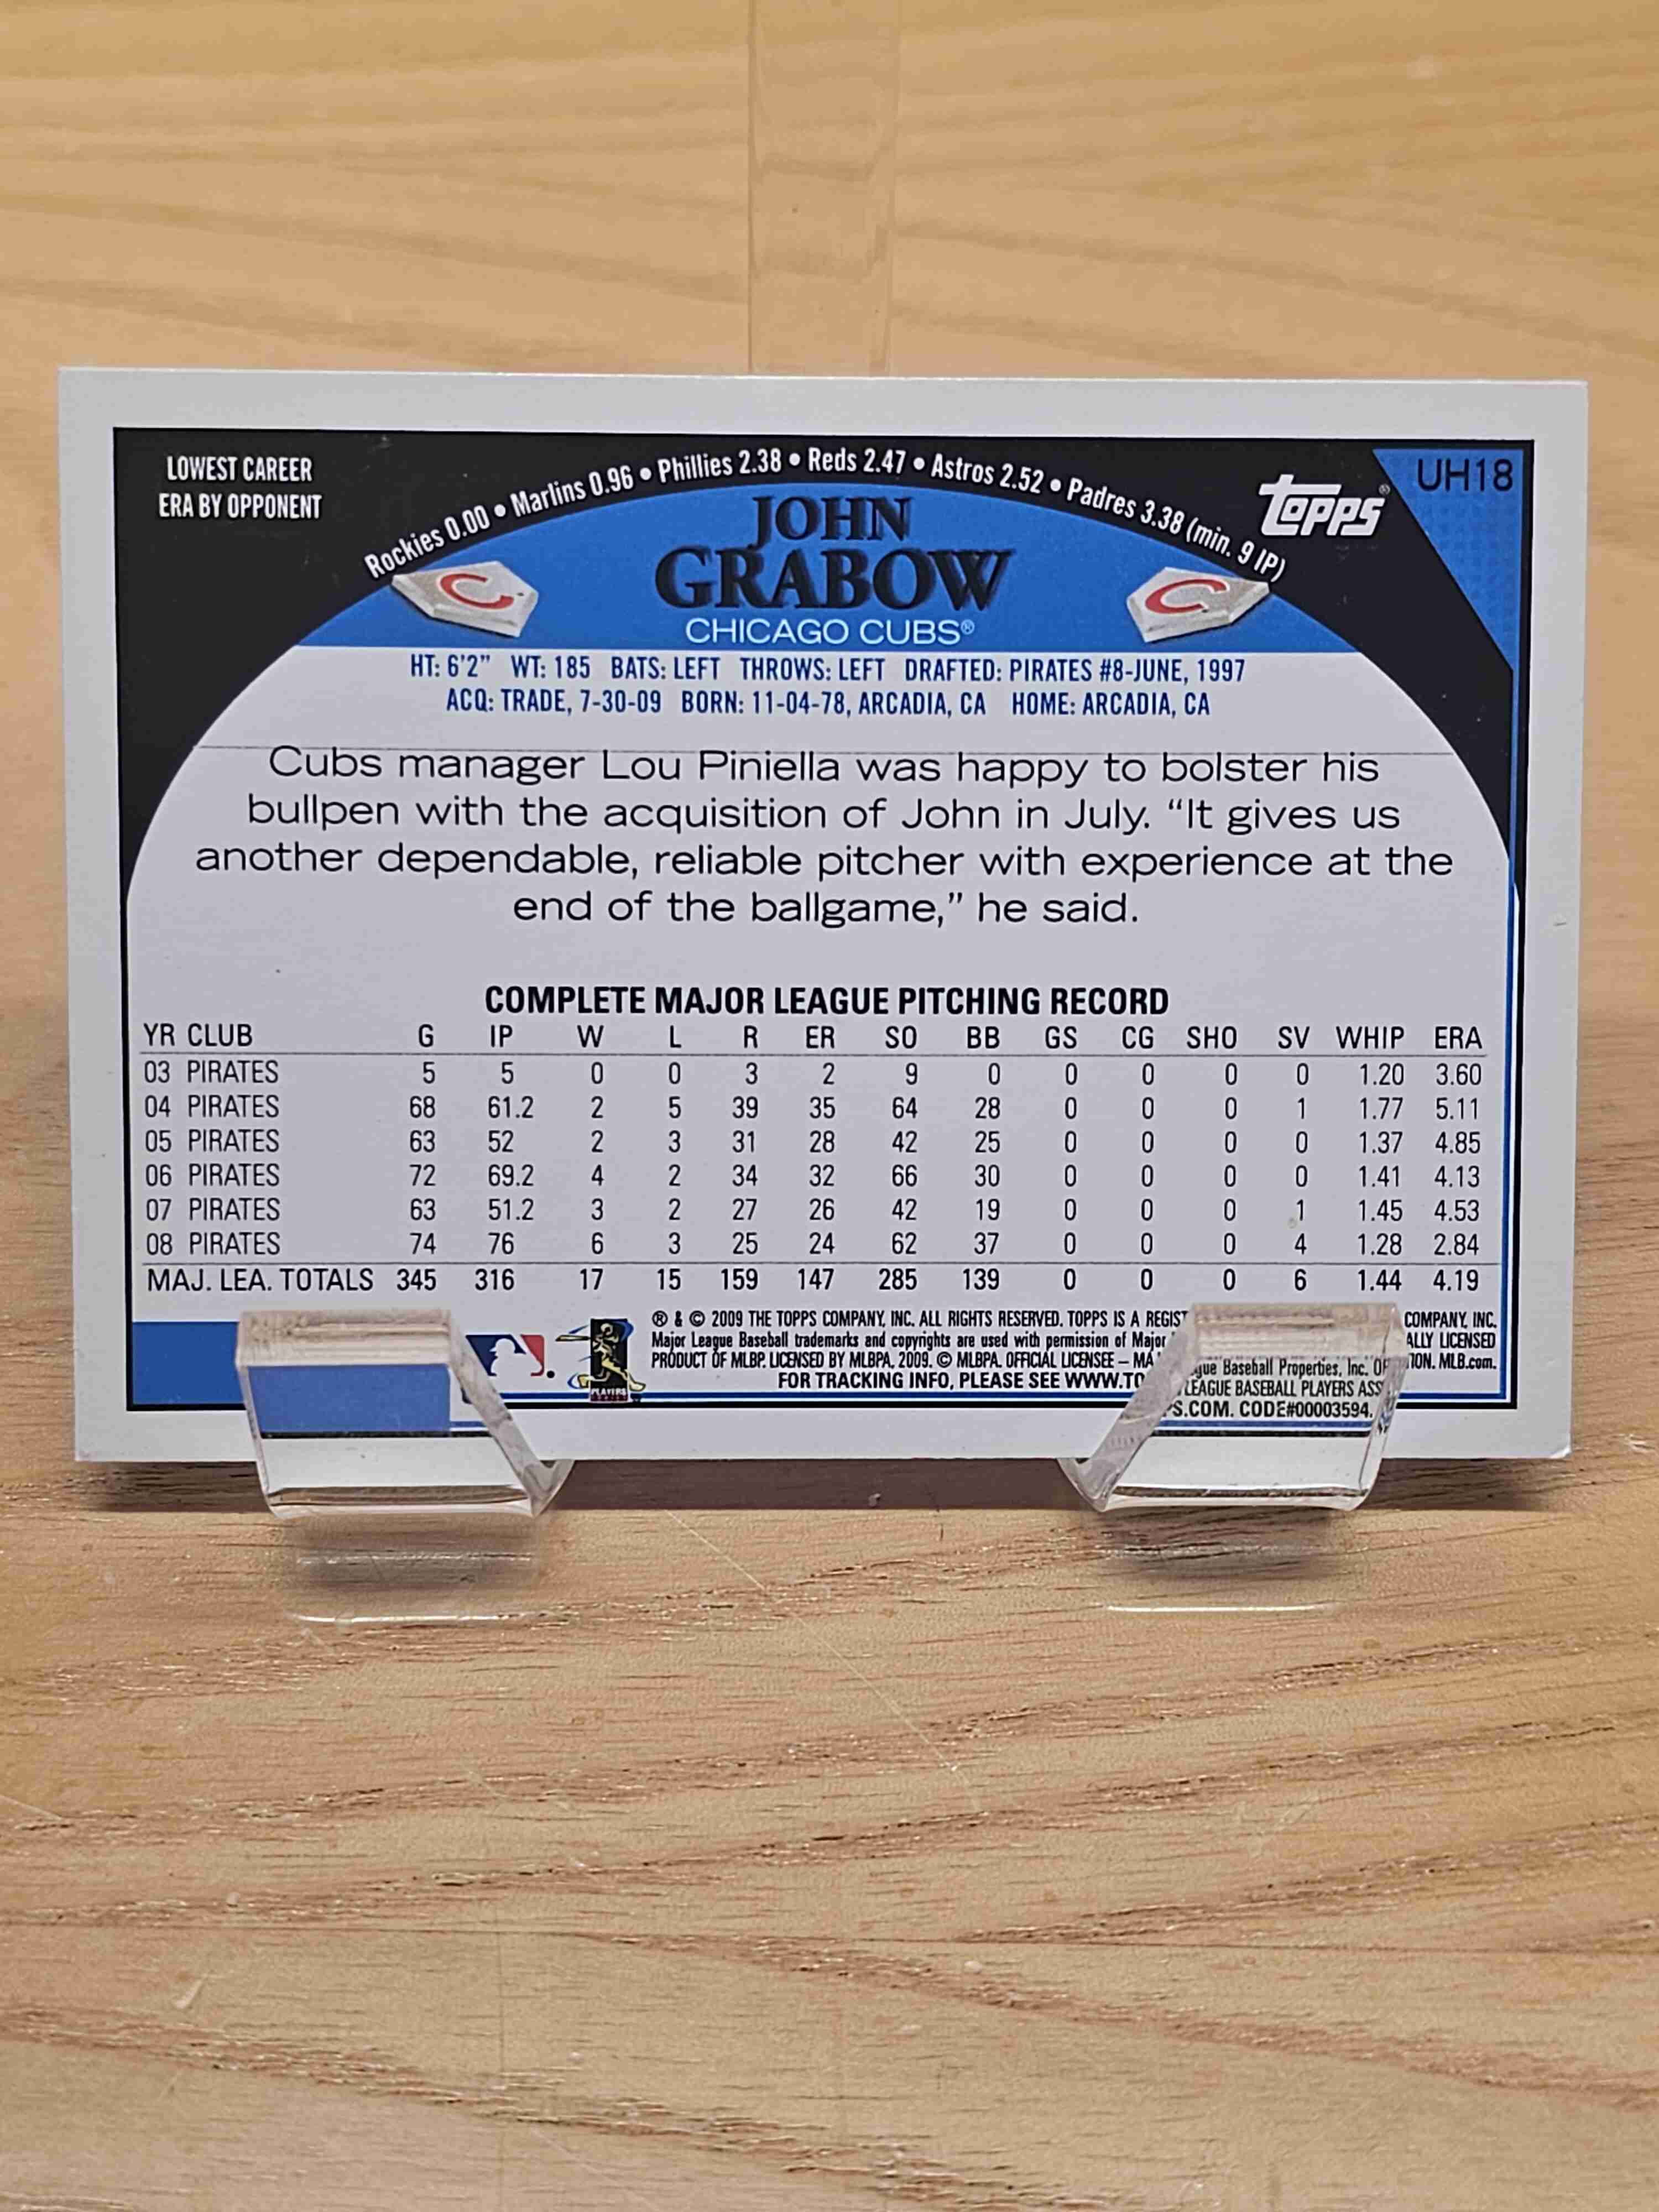 LOWEST CAREER
ERA BY OPPONENT
Rockies 0.00 • Marlins 0.96 • Phillies 2.38 • Reds 2.47 • Astros 2.52 • Padres 3.38 (min. 9 IP)
Topps®
UH18
JOHN
GRABOW
CHICAGO CUBS®
C
C
HT: 6'2" WT: 185 BATS: LEFT THROWS: LEFT DRAFTED: PIRATES #8-JUNE, 1997
ACQ: TRADE, 7-30-09 BORN: 11-04-78, ARCADIA, CA HOME: ARCADIA, CA
Cubs manager Lou Piniella was happy to bolster his
bullpen with the acquisition of John in July. “It gives us
another dependable, reliable pitcher with experience at the
end of the ballgame,” he said.
COMPLETE MAJOR LEAGUE PITCHING RECORD
YR CLUB G IP W L R ER SO BB GS CG SHO SV WHIP ERA
03 PIRATES 5 5 0 0 3 2 9 0 0 0 0 0 1.20 3.60
04 PIRATES 68 61.2 2 5 39 35 64 28 0 0 0 1 1.77 5.11
05 PIRATES 63 52 2 3 31 28 42 25 0 0 0 0 1.37 4.85
06 PIRATES 72 69.2 4 2 34 32 66 30 0 0 0 0 1.41 4.13
07 PIRATES 63 51.2 3 2 27 26 42 19 0 0 0 1 1.45 4.53
08 PIRATES 74 76 6 3 25 24 62 37 0 0 0 4 1.28 2.84
MAJ. LEA. TOTALS 345 316 17 15 159 147 285 139 0 0 0 6 1.44 4.19
® & © 2009 THE TOPPS COMPANY, INC. ALL RIGHTS RESERVED. TOPPS IS A REGIST COMPANY, INC.
Major League Baseball trademarks and copyrights are used with permission of Major gue Baseball Properties, Inc. OF ALLY LICENSED
PRODUCT OF MLBP. LICENSED BY MLBPA, 2009. © MLBPA. OFFICIAL LICENSEE – MA LEAGUE BASEBALL PLAYERS ASS TION. MLB.com.
FOR TRACKING INFO, PLEASE SEE WWW.TO S.COM. CODE#00003594.
PLAYERS